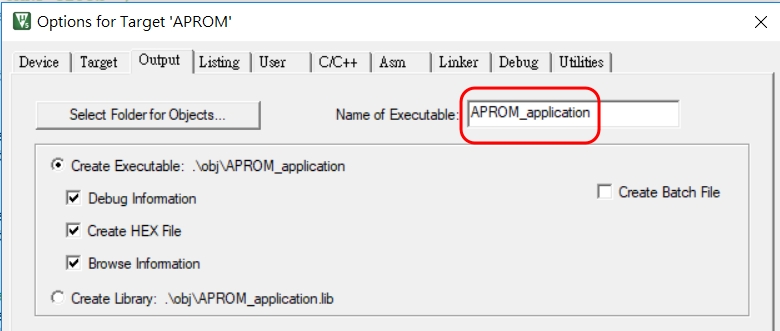 Options for Target 'APROM'
Device Target Output Listing User C/C++ Asm Linker Debug Utilities
Select Folder for Objects... Name of Executable: APROM_application
Create Executable: .\obj\APROM_application
Debug Information Create Batch File
Create HEX File
Browse Information
Create Library: .\obj\APROM_application.lib